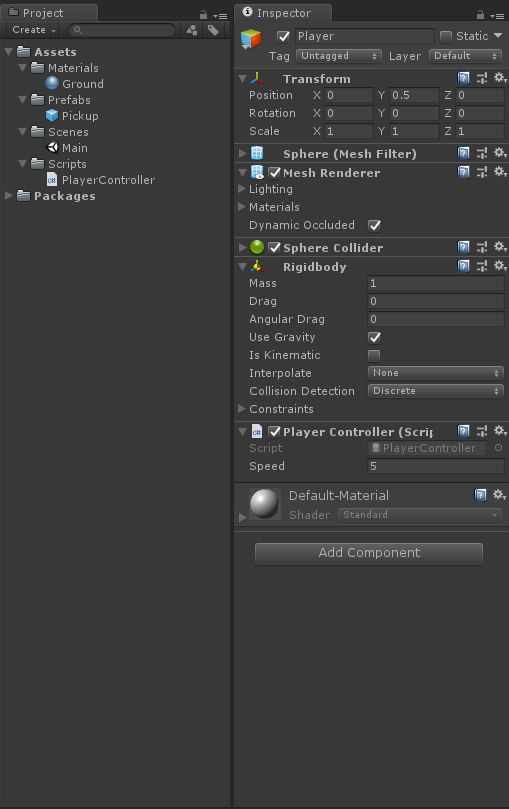 Project
Create
Assets
Materials
Ground
Prefabs
Pickup
Scenes
Main
Scripts
PlayerController
Packages
Inspector
Player Static
Tag Untagged Layer Default
Transform
Position X 0 Y 0.5 Z 0
Rotation X 0 Y 0 Z 0
Scale X 1 Y 1 Z 1
Sphere (Mesh Filter)
Mesh Renderer
Lighting
Materials
Dynamic Occluded
Sphere Collider
Rigidbody
Mass 1
Drag 0
Angular Drag 0
Use Gravity
Is Kinematic
Interpolate None
Collision Detection Discrete
Constraints
C# Player Controller (Scrip
Script PlayerController
Speed 5
Default-Material
Shader Standard
Add Component